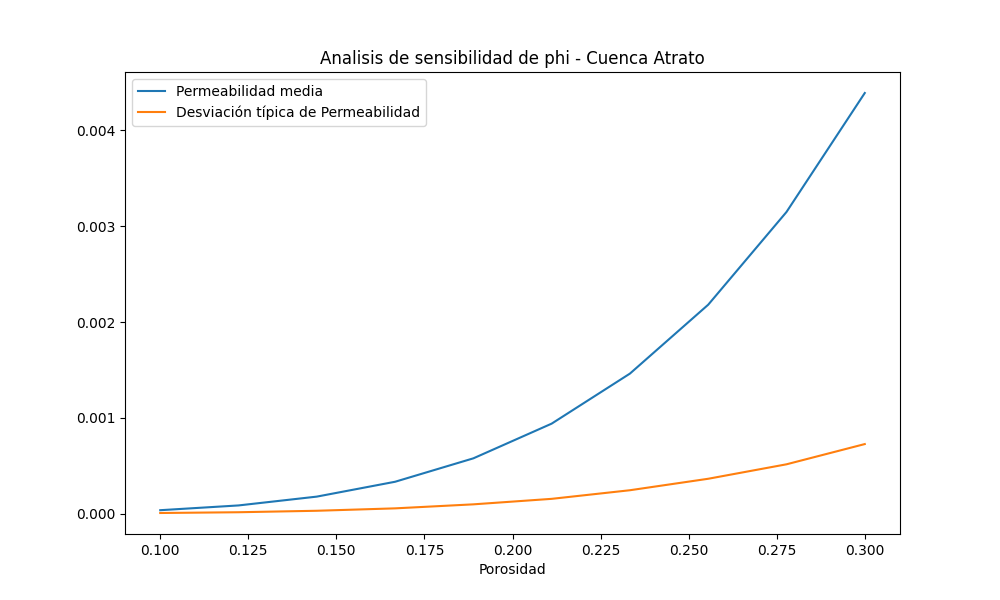 Analisis de sensibilidad de phi - Cuenca Atrato
Permeabilidad media
Desviación típica de Permeabilidad
0.004
0.003
0.002
0.001
0.000
0.100 0.125 0.150 0.175 0.200 0.225 0.250 0.275 0.300
Porosidad